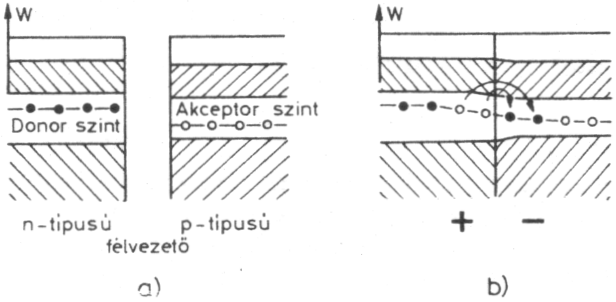 W
Donor szint
Akceptor szint
n-tipusú
p-tipusú
félvezető
a)
W
+
−
b)